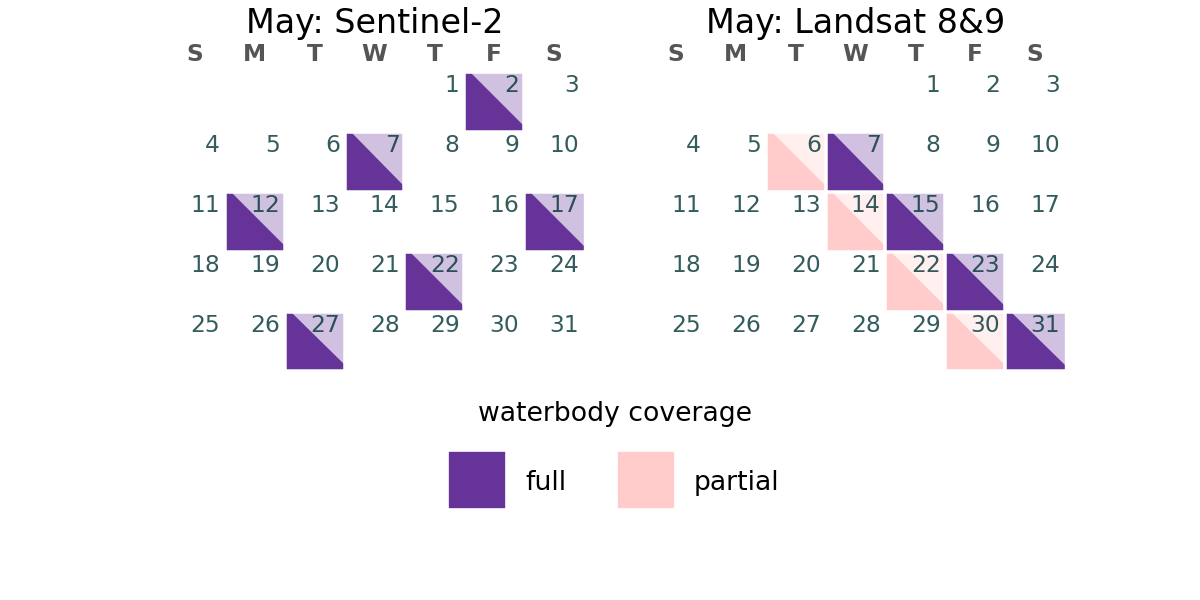 May: Sentinel-2
S M T W T F S
1 2 3
4 5 6 7 8 9 10
11 12 13 14 15 16 17
18 19 20 21 22 23 24
25 26 27 28 29 30 31
May: Landsat 8&9
S M T W T F S
1 2 3
4 5 6 7 8 9 10
11 12 13 14 15 16 17
18 19 20 21 22 23 24
25 26 27 28 29 30 31
waterbody coverage
full partial